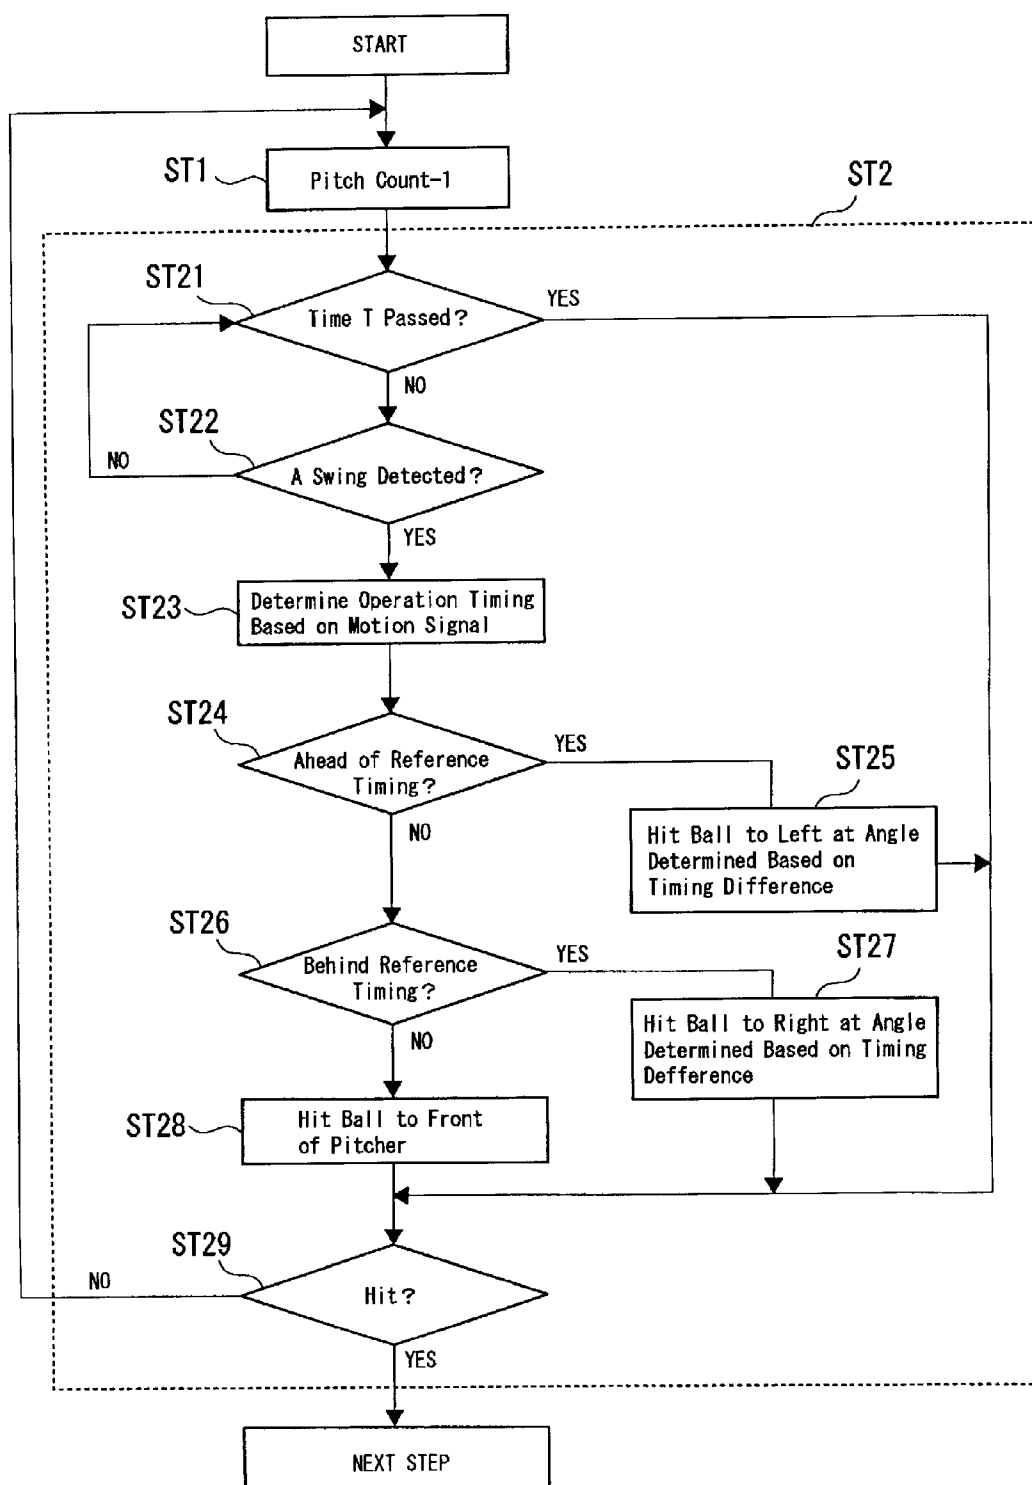 START
ST1
Pitch Count-1
ST2
ST21
Time T Passed?
YES
NO
ST22
A Swing Detected?
NO
YES
ST23
Determine Operation Timing
Based on Motion Signal
ST24
Ahead of Reference
Timing?
YES
NO
ST25
Hit Ball to Left at Angle
Determined Based on
Timing Difference
ST26
Behind Reference
Timing?
YES
NO
ST27
Hit Ball to Right at Angle
Determined Based on Timing
Defference
ST28
Hit Ball to Front
of Pitcher
ST29
Hit?
NO
YES
NEXT STEP